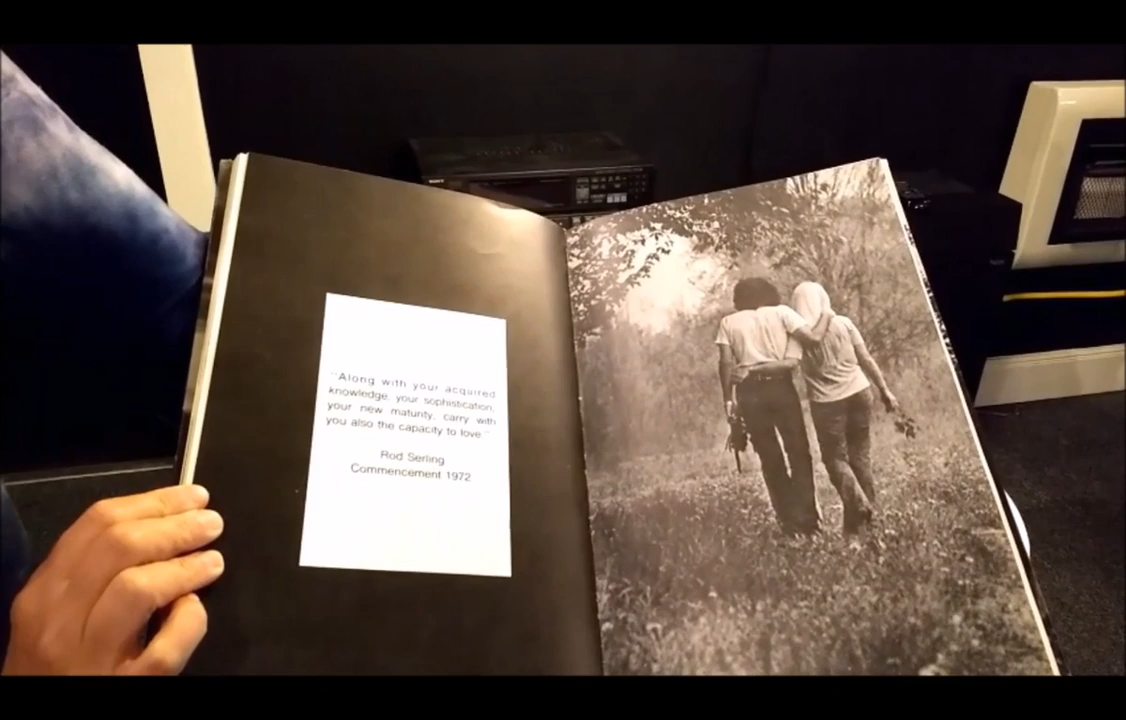 "Along with your acquired
knowledge, your sophistication,
your new maturity, carry with
you also the capacity to love."
Rod Serling
Commencement 1972